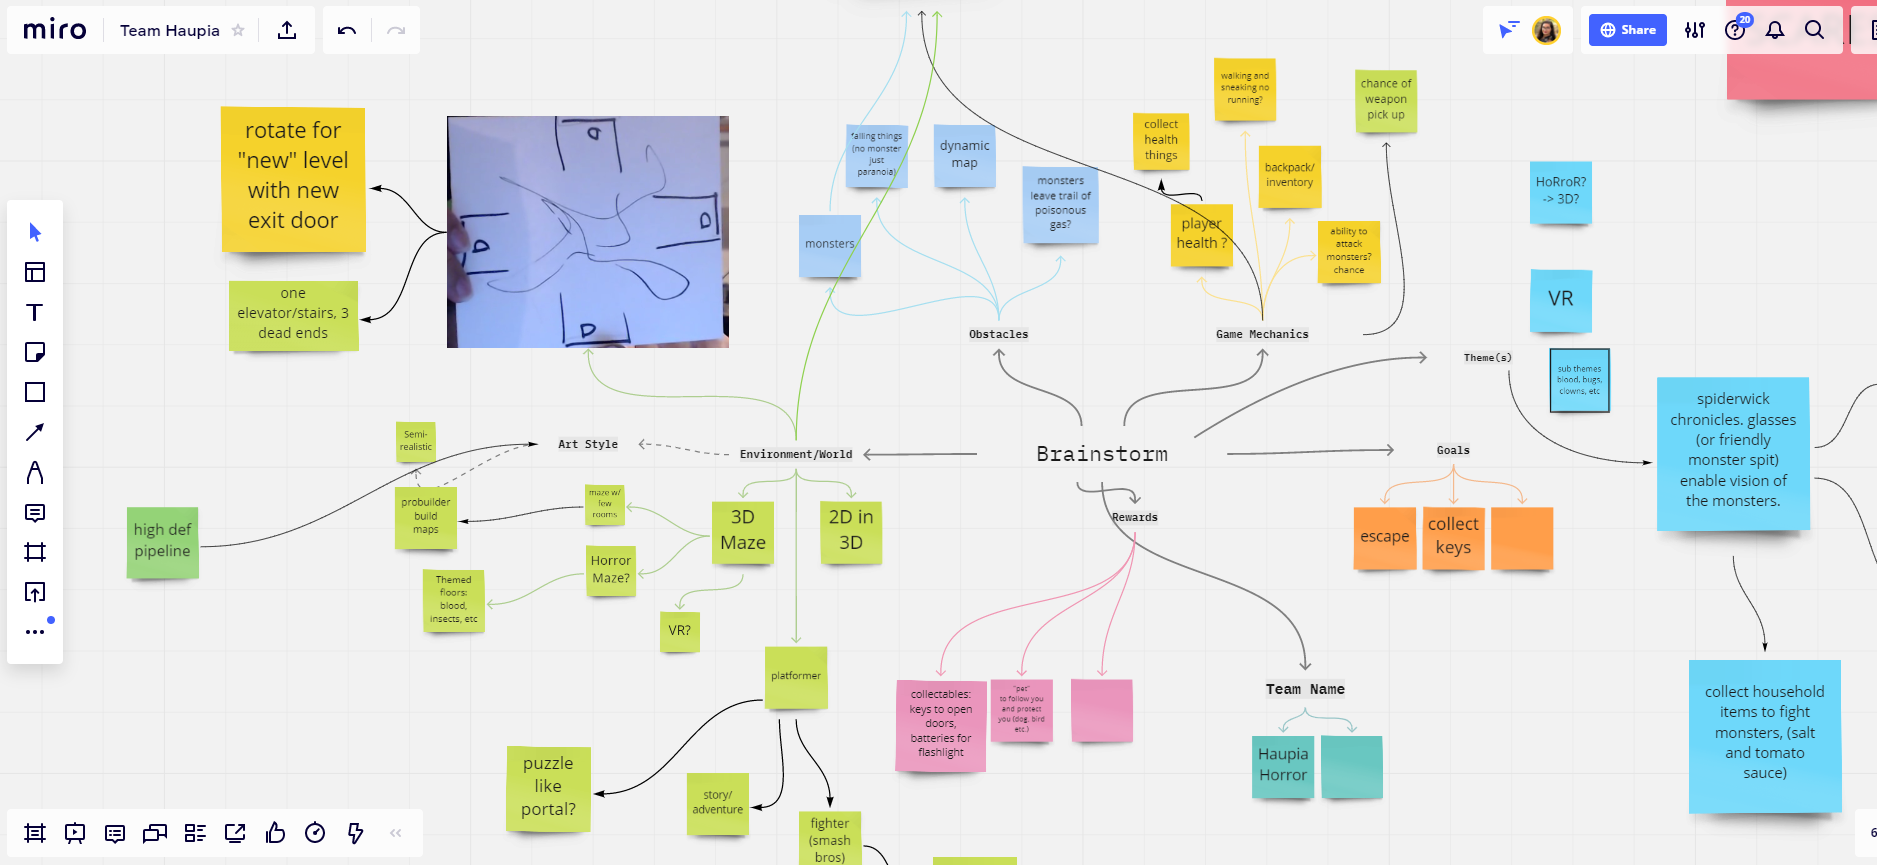 miro
Team Haupia
Share
20
rotate for
"new" level
with new
exit door
one
elevator/stairs, 3
dead ends
D
D
D
D
falling things
(no monster
just
paranoia)
dynamic
map
monsters
leave trail of
poisonous
gas?
monsters
Obstacles
collect
health
things
walking and
sneaking no
running?
backpack/
inventory
player
health ?
ability to
attack
monsters?
chance
chance of
weapon
pick up
Game Mechanics
HoRroR?
-> 3D?
VR
Theme(s)
sub themes
blood, bugs,
clowns, etc
spiderwick
chronicles. glasses
(or friendly
monster spit)
enable vision of
the monsters.
collect household
items to fight
monsters, (salt
and tomato
sauce)
Semi-
realistic
Art Style
Environment/World
Brainstorm
Goals
escape
collect
keys
high def
pipeline
probuilder
build
maps
maze w/
few
rooms
3D
Maze
2D in
3D
Horror
Maze?
Themed
floors:
blood,
insects, etc
VR?
Rewards
platformer
puzzle
like
portal?
story/
adventure
fighter
(smash
bros)
collectables:
keys to open
doors,
batteries for
flashlight
"pet"
to follow you
and protect
you (dog, bird
etc.)
Team Name
Haupia
Horror
6